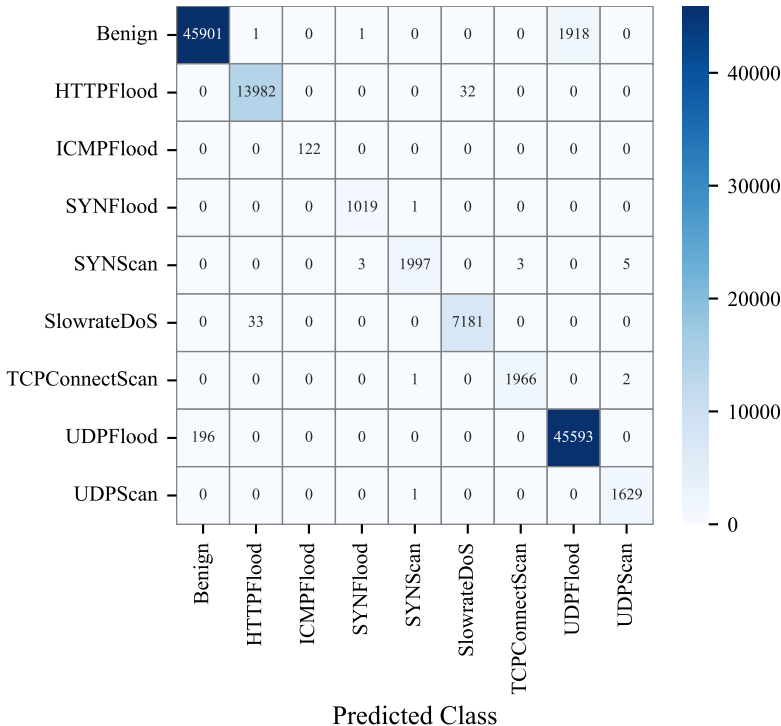 Benign 45901 1 0 1 0 0 0 1918 0
HTTPFlood 0 13982 0 0 0 32 0 0 0
ICMPFlood 0 0 122 0 0 0 0 0 0
SYNFlood 0 0 0 1019 1 0 0 0 0
SYNScan 0 0 0 3 1997 0 3 0 5
SlowrateDoS 0 33 0 0 0 7181 0 0 0
TCPConnectScan 0 0 0 0 1 0 1966 0 2
UDPFlood 196 0 0 0 0 0 0 45593 0
UDPScan 0 0 0 0 1 0 0 0 1629
Benign
HTTPFlood
ICMPFlood
SYNFlood
SYNScan
SlowrateDoS
TCPConnectScan
UDPFlood
UDPScan
Predicted Class
40000
30000
20000
10000
0